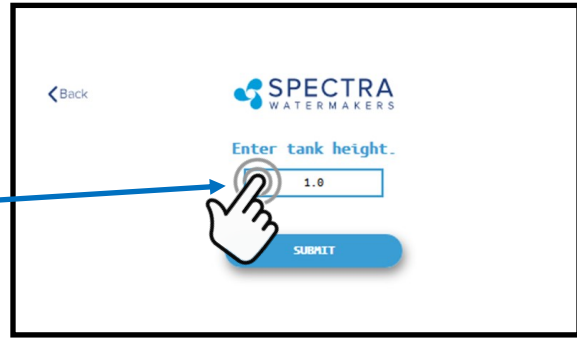 Back
SPECTRA
WATERMAKERS
Enter tank height.
1.0
SUBMIT